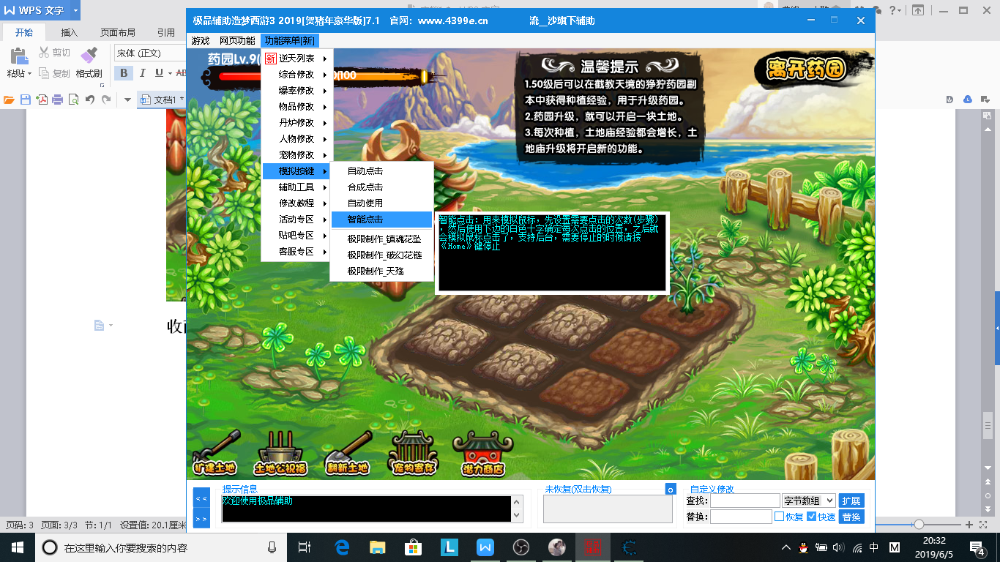 WPS 文字
极品辅助造梦西游3 2019[贺猪年豪华版]7.1 官网：www.4399e.cn 流__沙旗下辅助
开始 插入 页面布局 引用
游戏 网页功能 功能菜单[新]
剪切
粘贴 复制 格式刷
宋体 (正文)
B I U AB
文档1 *
药园Lv.9(
0/100
新 逆天列表
综合修改
爆率修改
物品修改
丹炉修改
人物修改
宠物修改
模拟按键
辅助工具
修改教程
活动专区
贴吧专区
客服专区
自动点击
合成点击
自动使用
智能点击
极限制作_镇魂花坠
极限制作_破幻花链
极限制作_天殇
智能点击：用来模拟鼠标，先设置需要点击的次数(步骤)
，然后使用下边的白色十字确定每次点击的位置，之后就
会模拟鼠标点击了，支持后台，需要停止的时候请按
《Home》键停止
温馨提示
1.50级后可以在截教天境的狰狞药园副
本中获得种植经验，用于升级药园。
2.药园升级，就可以开启一块土地。
3.每次种植，土地庙经验都会增长，土
地庙升级将开启新的功能。
离开药园
扩建土地 土地公祝福 翻新土地 宠物寄存 潜力商店
<<
>>
提示信息
欢迎使用极品辅助
未恢复(双击恢复)
o
自定义修改
查找： 字节数组 扩展
替换： 恢复 快速 替换
页码: 3 页面: 3/3 节: 1/1 设置值: 20.1厘米
在这里输入你要搜索的内容
中 M
20:32
2019/6/5
4